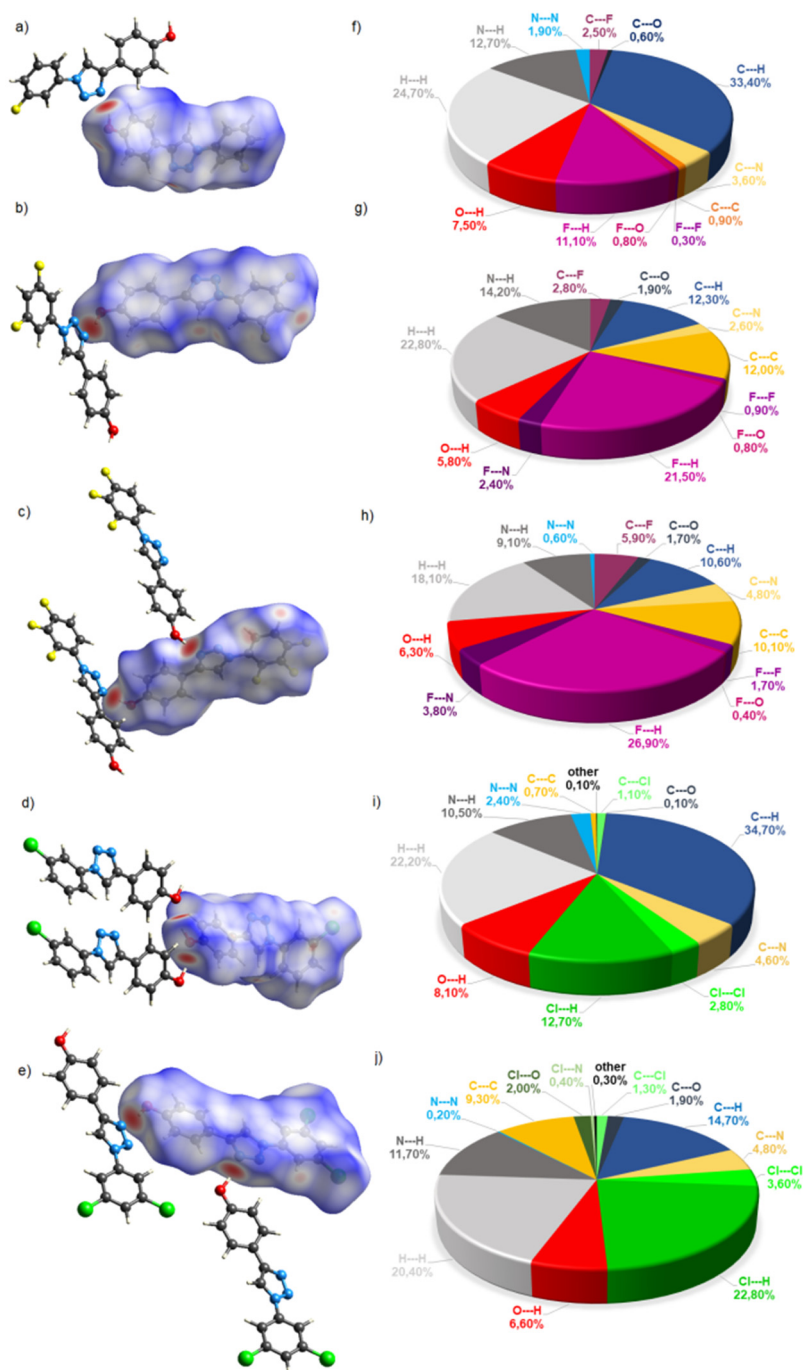 a)
b)
c)
d)
e)
f)
N---N
1,90%
C---F
2,50%
C---O
0,60%
N---H
12,70%
C---H
33,40%
H---H
24,70%
C---N
3,60%
C---C
0,90%
O---H
7,50%
F---H
11,10%
F---O
0,80%
F---F
0,30%
g)
C---F
2,80%
C---O
1,90%
N---H
14,20%
C---H
12,30%
C---N
2,60%
H---H
22,80%
C---C
12,00%
F---F
0,90%
F---O
0,80%
O---H
5,80%
F---N
2,40%
F---H
21,50%
h)
N---N
0,60%
C---F
5,90%
C---O
1,70%
N---H
9,10%
C---H
10,60%
H---H
18,10%
C---N
4,80%
C---C
10,10%
O---H
6,30%
F---F
1,70%
F---N
3,80%
F---O
0,40%
F---H
26,90%
i)
other
0,10%
C---C
0,70%
C---Cl
1,10%
N---N
2,40%
C---O
0,10%
N---H
10,50%
C---H
34,70%
H---H
22,20%
C---N
4,60%
O---H
8,10%
Cl---Cl
2,80%
Cl---H
12,70%
j)
Cl---N
0,40%
other
0,30%
Cl---O
2,00%
C---Cl
1,30%
C---C
9,30%
C---O
1,90%
N---N
0,20%
C---H
14,70%
N---H
11,70%
C---N
4,80%
Cl---Cl
3,60%
H---H
20,40%
Cl---H
22,80%
O---H
6,60%